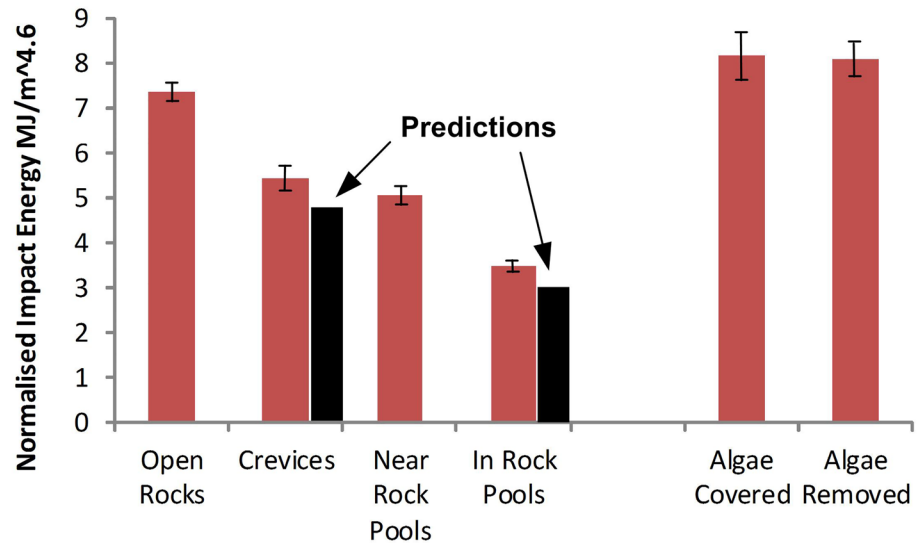 Normalised Impact Energy MJ/m^4.6
9
8
7
6
5
4
3
2
1
0
Predictions
Open
Rocks
Crevices
Near
Rock
Pools
In Rock
Pools
Algae
Covered
Algae
Removed